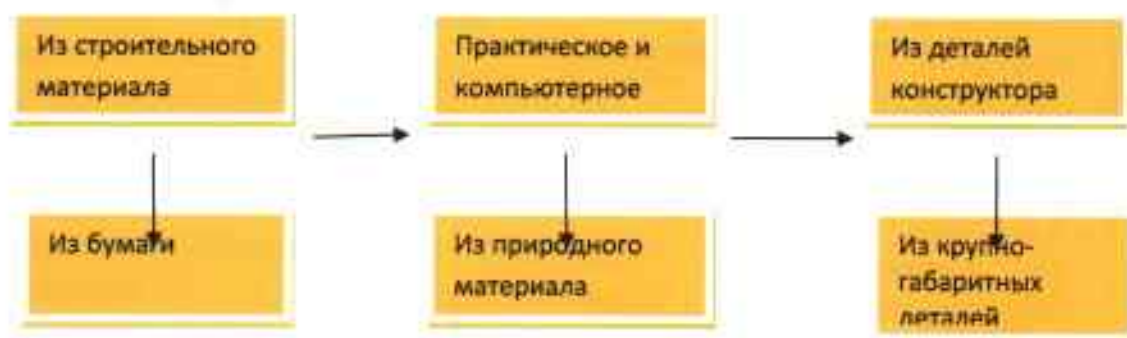 Из строительного
материала
Практическое и
компьютерное
Из деталей
конструктора
Из бумаги
Из природного
материала
Из крупно-
габаритных
деталей